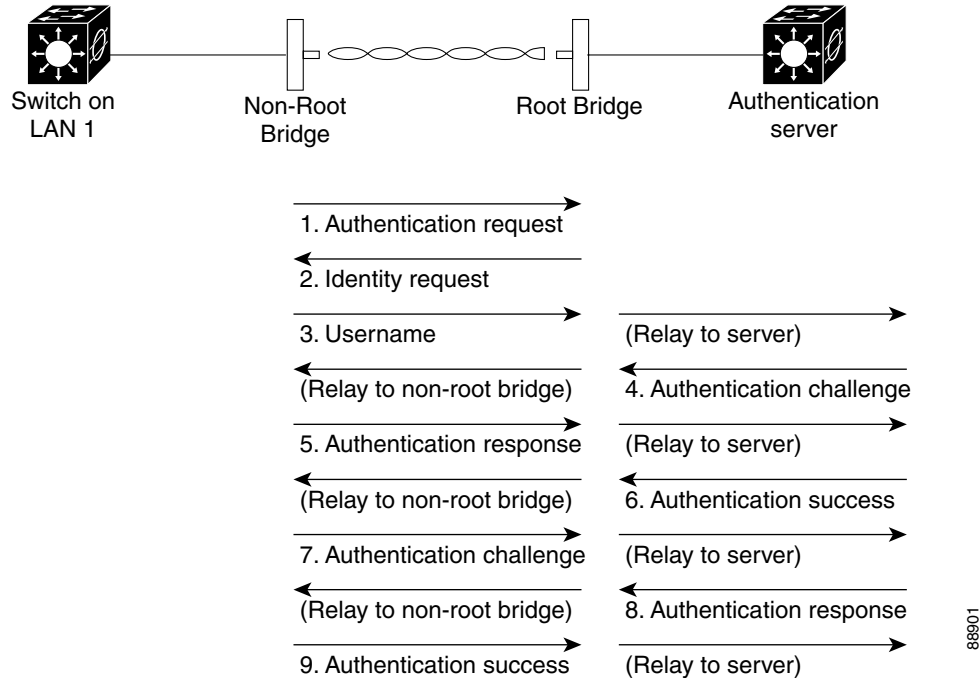 Switch on
LAN 1
Non-Root
Bridge
Root Bridge
Authentication
server
1. Authentication request
2. Identity request
3. Username
(Relay to server)
(Relay to non-root bridge)
4. Authentication challenge
5. Authentication response
(Relay to server)
(Relay to non-root bridge)
6. Authentication success
7. Authentication challenge
(Relay to server)
(Relay to non-root bridge)
8. Authentication response
9. Authentication success
(Relay to server)
88901